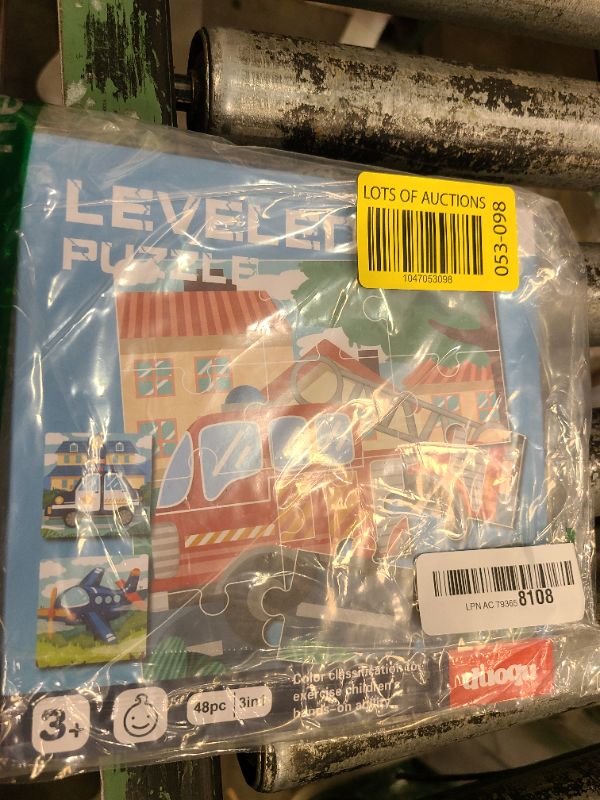 LEVELED
PUZZLE
LOTS OF AUCTIONS
1047053098
053-098
LPN AC 79365 8108
3+
48pc 3in1
Color classification to
exercise children's
hands-on ability